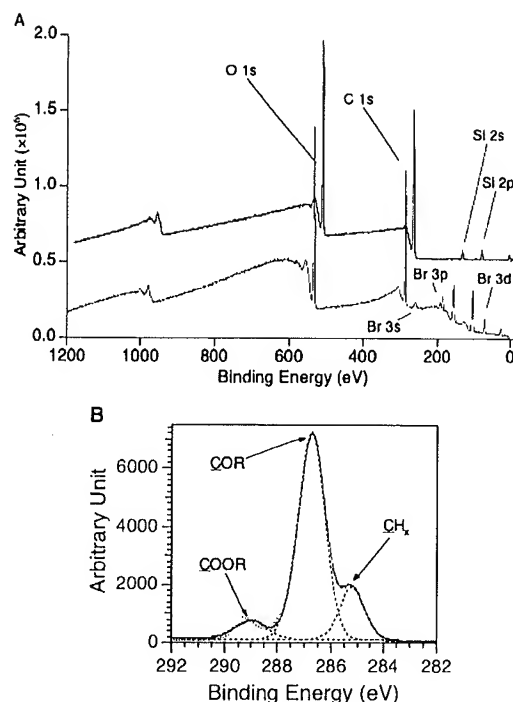 A
Arbitrary Unit (×10⁶)
2.0
1.5
1.0
0.5
0.0
O 1s
C 1s
Si 2s
Si 2p
Br 3p
Br 3d
Br 3s
1200
1000
800
600
400
200
0
Binding Energy (eV)
B
Arbitrary Unit
6000
4000
2000
0
COR
CHx
COOR
292
290
288
286
284
282
Binding Energy (eV)